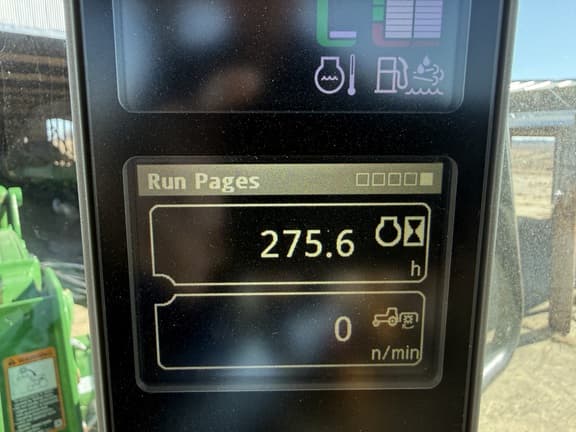 Run Pages
275.6
h
0
n/min